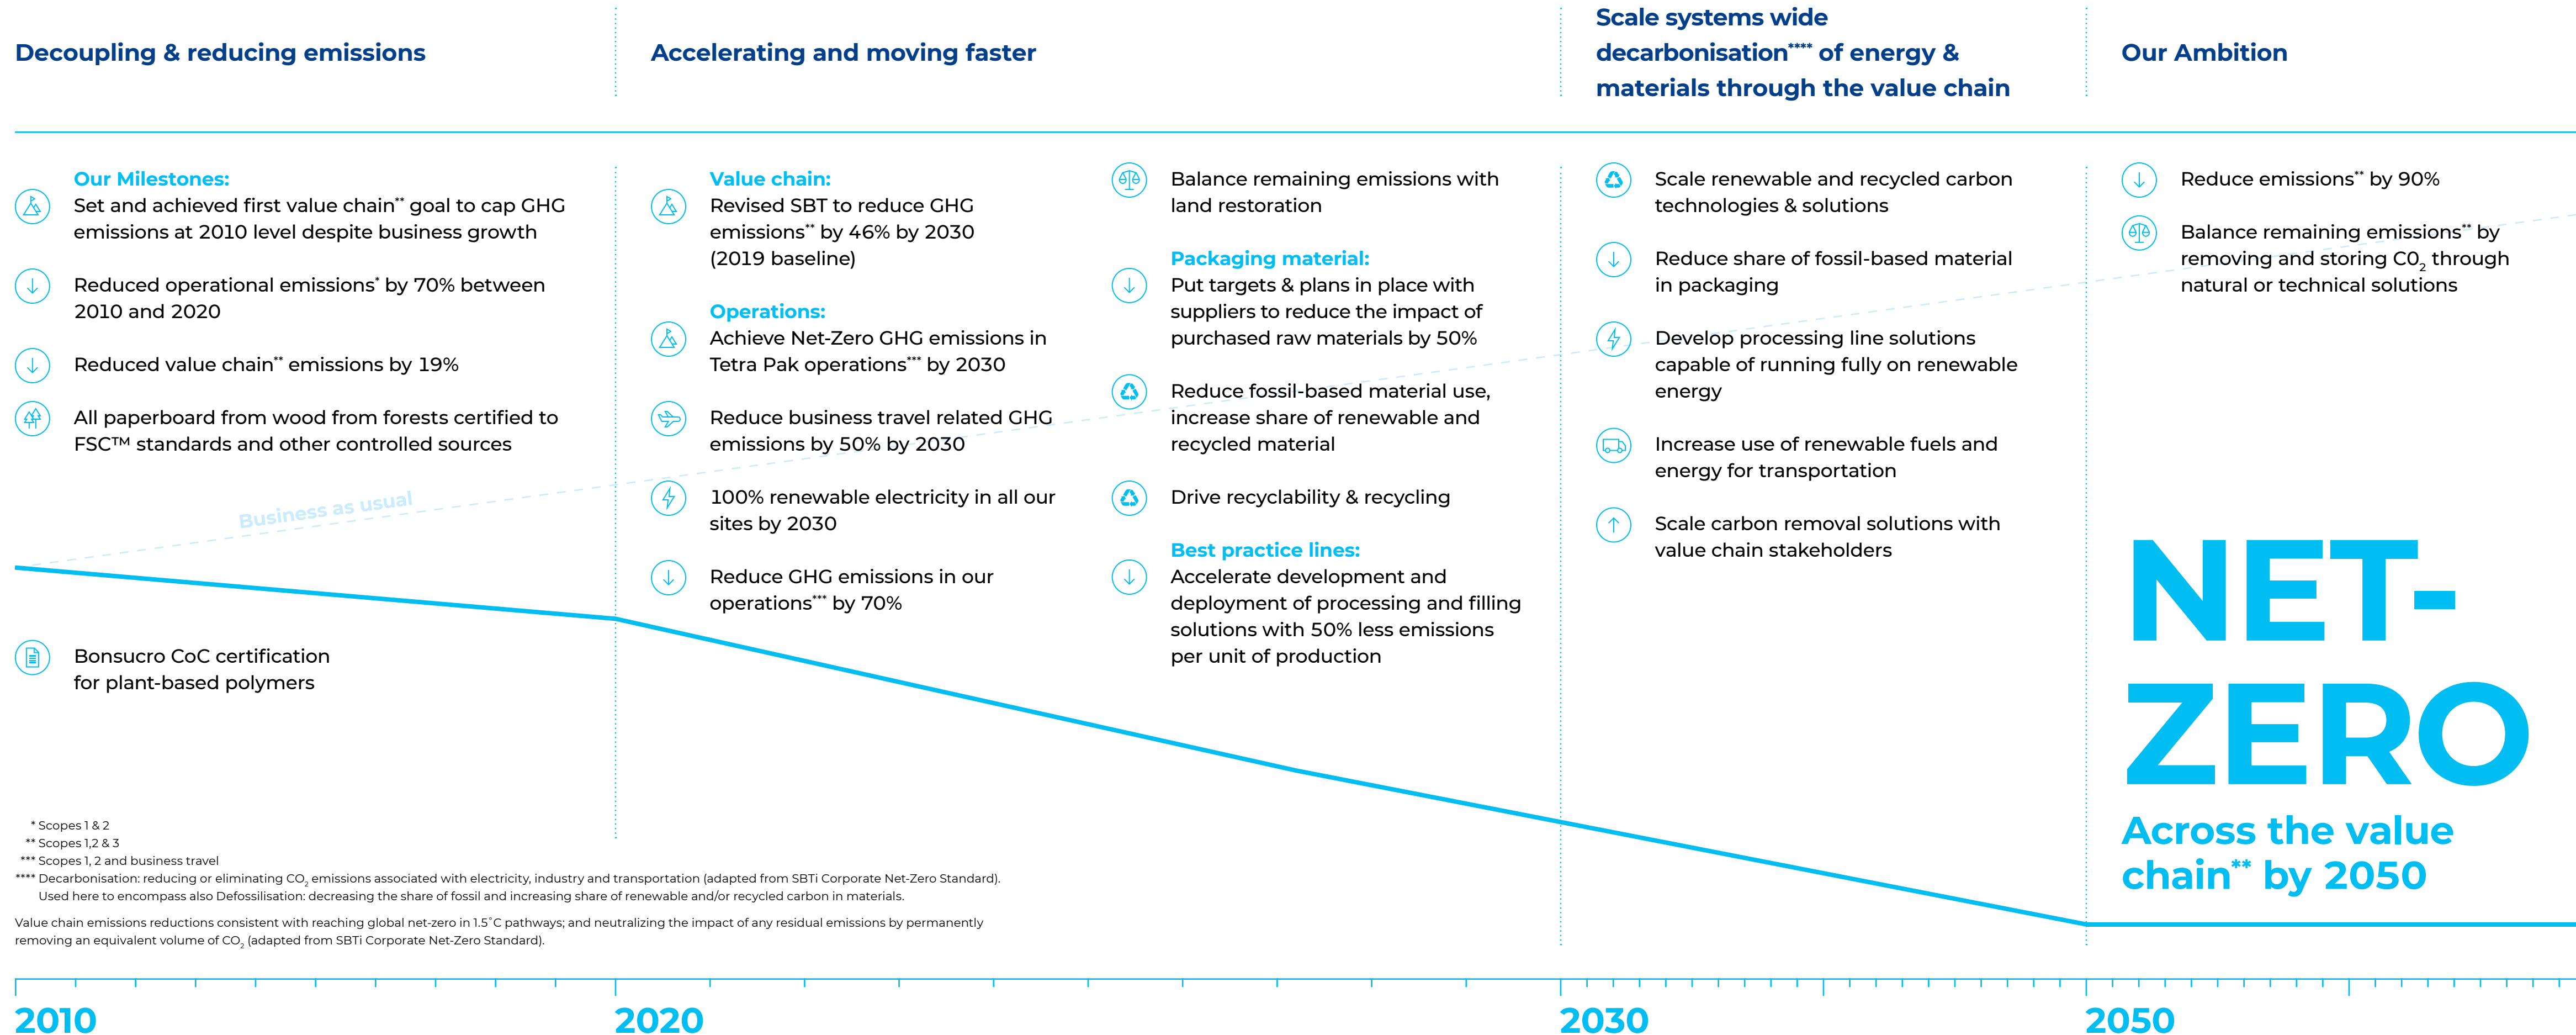 Decoupling & reducing emissions
Accelerating and moving faster
Scale systems wide
decarbonisation**** of energy &
materials through the value chain
Our Ambition
Our Milestones:
Set and achieved first value chain** goal to cap GHG
emissions at 2010 level despite business growth
Reduced operational emissions* by 70% between
2010 and 2020
Reduced value chain** emissions by 19%
All paperboard from wood from forests certified to
FSC™ standards and other controlled sources
Business as usual
Bonsucro CoC certification
for plant-based polymers
Value chain:
Revised SBT to reduce GHG
emissions** by 46% by 2030
(2019 baseline)
Operations:
Achieve Net-Zero GHG emissions in
Tetra Pak operations*** by 2030
Reduce business travel related GHG
emissions by 50% by 2030
100% renewable electricity in all our
sites by 2030
Reduce GHG emissions in our
operations*** by 70%
Balance remaining emissions with
land restoration
Packaging material:
Put targets & plans in place with
suppliers to reduce the impact of
purchased raw materials by 50%
Reduce fossil-based material use,
increase share of renewable and
recycled material
Drive recyclability & recycling
Best practice lines:
Accelerate development and
deployment of processing and filling
solutions with 50% less emissions
per unit of production
Scale renewable and recycled carbon
technologies & solutions
Reduce share of fossil-based material
in packaging
Develop processing line solutions
capable of running fully on renewable
energy
Increase use of renewable fuels and
energy for transportation
Scale carbon removal solutions with
value chain stakeholders
Reduce emissions** by 90%
Balance remaining emissions** by
removing and storing C0₂ through
natural or technical solutions
NET-
ZERO
Across the value
chain** by 2050
* Scopes 1 & 2
** Scopes 1,2 & 3
*** Scopes 1, 2 and business travel
**** Decarbonisation: reducing or eliminating CO₂ emissions associated with electricity, industry and transportation (adapted from SBTi Corporate Net-Zero Standard).
Used here to encompass also Defossilisation: decreasing the share of fossil and increasing share of renewable and/or recycled carbon in materials.
Value chain emissions reductions consistent with reaching global net-zero in 1.5˚C pathways; and neutralizing the impact of any residual emissions by permanently
removing an equivalent volume of CO₂ (adapted from SBTi Corporate Net-Zero Standard).
2010
2020
2030
2050